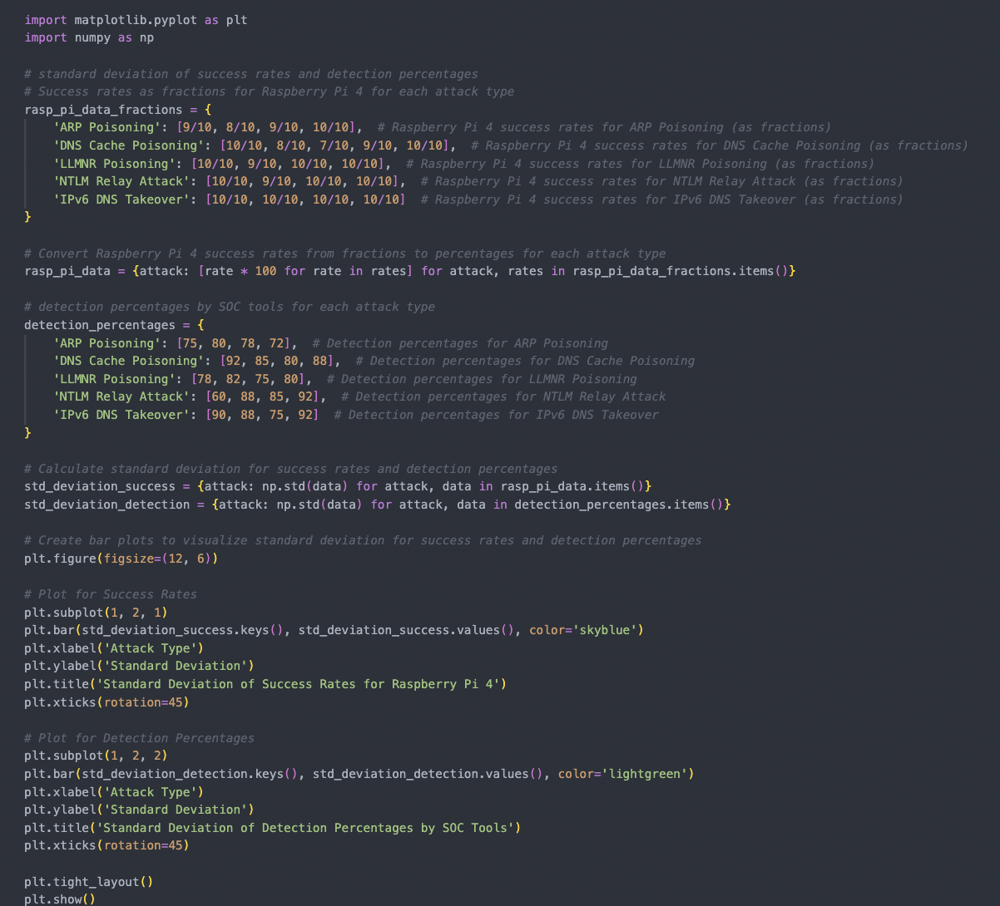 import matplotlib.pyplot as plt
import numpy as np

# standard deviation of success rates and detection percentages
# Success rates as fractions for Raspberry Pi 4 for each attack type
rasp_pi_data_fractions = {
    'ARP Poisoning': [9/10, 8/10, 9/10, 10/10],  # Raspberry Pi 4 success rates for ARP Poisoning (as fractions)
    'DNS Cache Poisoning': [10/10, 8/10, 7/10, 9/10, 10/10],  # Raspberry Pi 4 success rates for DNS Cache Poisoning (as fractions)
    'LLMNR Poisoning': [10/10, 9/10, 10/10, 10/10],  # Raspberry Pi 4 success rates for LLMNR Poisoning (as fractions)
    'NTLM Relay Attack': [10/10, 9/10, 10/10, 10/10],  # Raspberry Pi 4 success rates for NTLM Relay Attack (as fractions)
    'IPv6 DNS Takeover': [10/10, 10/10, 10/10, 10/10]  # Raspberry Pi 4 success rates for IPv6 DNS Takeover (as fractions)
}

# Convert Raspberry Pi 4 success rates from fractions to percentages for each attack type
rasp_pi_data = {attack: [rate * 100 for rate in rates] for attack, rates in rasp_pi_data_fractions.items()}

# detection percentages by SOC tools for each attack type
detection_percentages = {
    'ARP Poisoning': [75, 80, 78, 72],  # Detection percentages for ARP Poisoning
    'DNS Cache Poisoning': [92, 85, 80, 88],  # Detection percentages for DNS Cache Poisoning
    'LLMNR Poisoning': [78, 82, 75, 80],  # Detection percentages for LLMNR Poisoning
    'NTLM Relay Attack': [60, 88, 85, 92],  # Detection percentages for NTLM Relay Attack
    'IPv6 DNS Takeover': [90, 88, 75, 92]  # Detection percentages for IPv6 DNS Takeover
}

# Calculate standard deviation for success rates and detection percentages
std_deviation_success = {attack: np.std(data) for attack, data in rasp_pi_data.items()}
std_deviation_detection = {attack: np.std(data) for attack, data in detection_percentages.items()}

# Create bar plots to visualize standard deviation for success rates and detection percentages
plt.figure(figsize=(12, 6))

# Plot for Success Rates
plt.subplot(1, 2, 1)
plt.bar(std_deviation_success.keys(), std_deviation_success.values(), color='skyblue')
plt.xlabel('Attack Type')
plt.ylabel('Standard Deviation')
plt.title('Standard Deviation of Success Rates for Raspberry Pi 4')
plt.xticks(rotation=45)

# Plot for Detection Percentages
plt.subplot(1, 2, 2)
plt.bar(std_deviation_detection.keys(), std_deviation_detection.values(), color='lightgreen')
plt.xlabel('Attack Type')
plt.ylabel('Standard Deviation')
plt.title('Standard Deviation of Detection Percentages by SOC Tools')
plt.xticks(rotation=45)

plt.tight_layout()
plt.show()